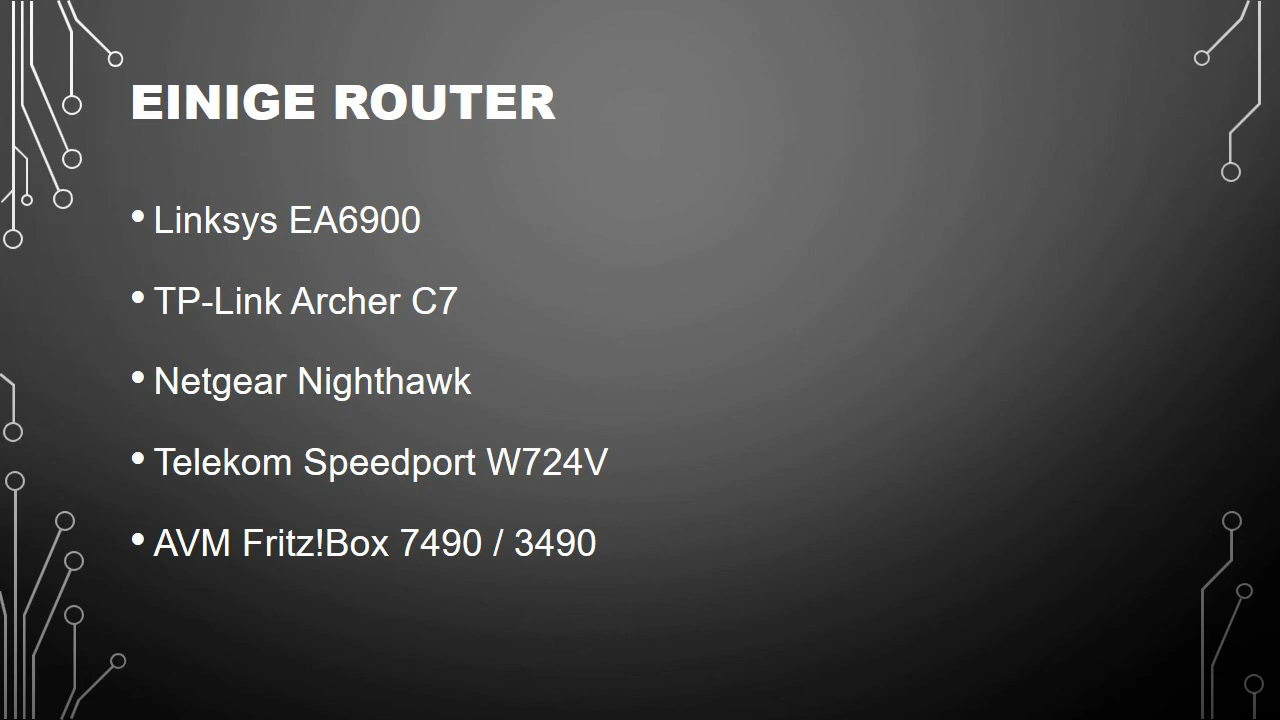 EINIGE ROUTER
• Linksys EA6900
• TP-Link Archer C7
• Netgear Nighthawk
• Telekom Speedport W724V
• AVM Fritz!Box 7490 / 3490